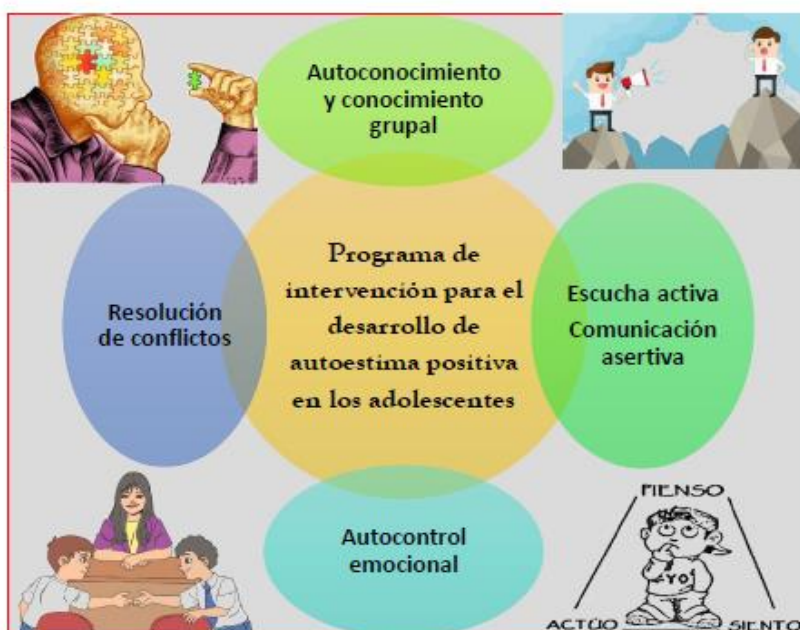 Autoconocimiento
y conocimiento
grupal
Resolución
de conflictos
Programa de
intervención para el
desarrollo de
autoestima positiva
en los adolescentes
Escucha activa
Comunicación
asertiva
Autocontrol
emocional
PIENSO
YO
ACTÚO
SIENTO